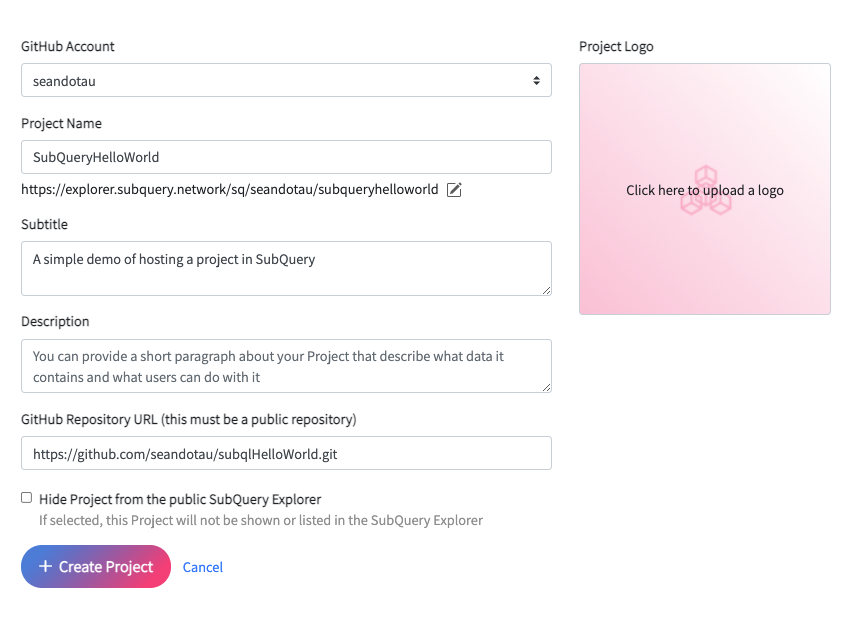 GitHub Account
seandotau
Project Name
SubQueryHelloWorld
https://explorer.subquery.network/sq/seandotau/subqueryhelloworld
Subtitle
A simple demo of hosting a project in SubQuery
Description
You can provide a short paragraph about your Project that describe what data it
contains and what users can do with it
GitHub Repository URL (this must be a public repository)
https://github.com/seandotau/subqlHelloWorld.git
Hide Project from the public SubQuery Explorer
If selected, this Project will not be shown or listed in the SubQuery Explorer
+ Create Project
Cancel
Project Logo
Click here to upload a logo